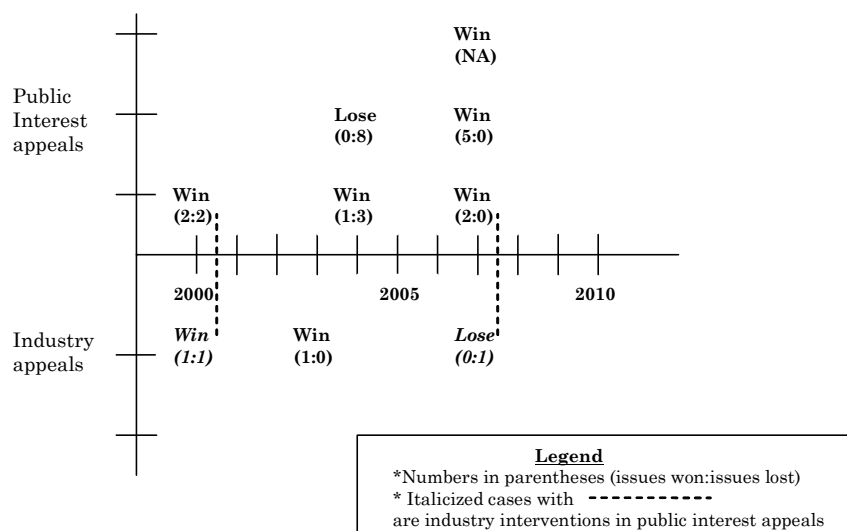 Win
(NA)
Public
Interest
appeals
Lose
(0:8)
Win
(5:0)
Win
(2:2)
Win
(1:3)
Win
(2:0)
2000
2005
2010
Industry
appeals
Win
(1:1)
Win
(1:0)
Lose
(0:1)
Legend
*Numbers in parentheses (issues won:issues lost)
* Italicized cases with
are industry interventions in public interest appeals